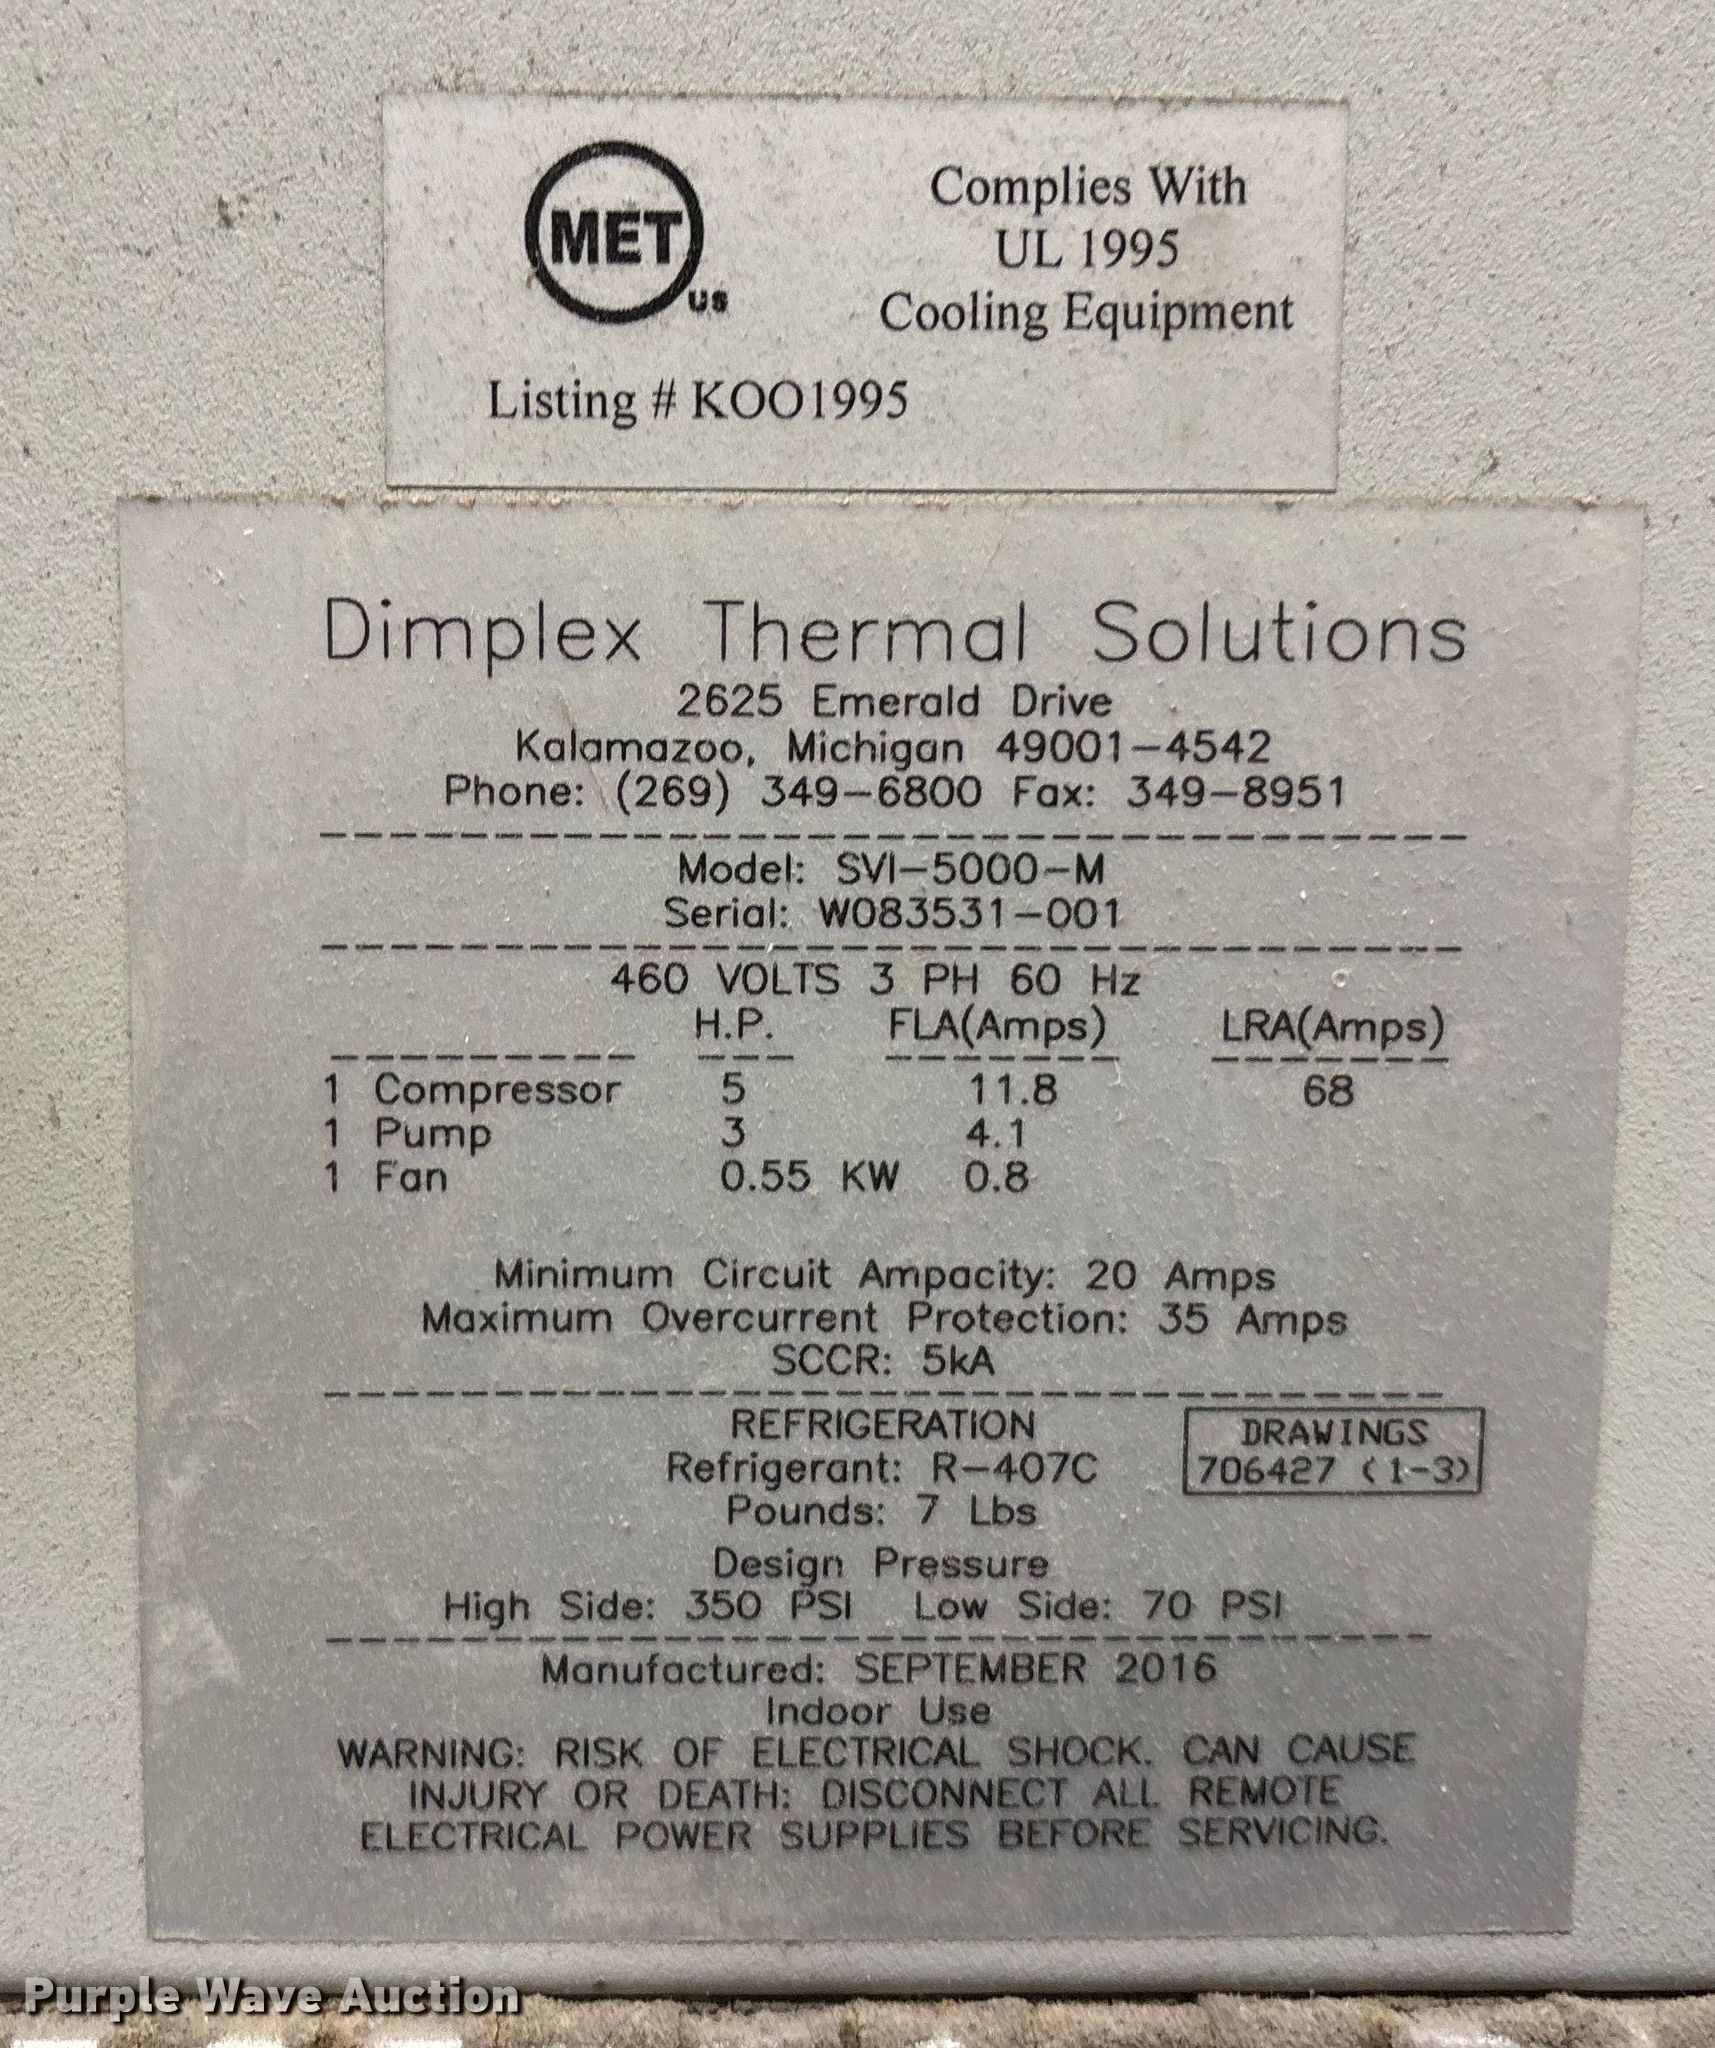 MET
US
Complies With
UL 1995
Cooling Equipment
Listing # KOO1995
Dimplex Thermal Solutions
2625 Emerald Drive
Kalamazoo, Michigan 49001-4542
Phone: (269) 349-6800 Fax: 349-8951
Model: SVI-5000-M
Serial: W083531-001
460 VOLTS 3 PH 60 Hz
H.P. FLA(Amps) LRA(Amps)
1 Compressor 5 11.8 68
1 Pump 3 4.1
1 Fan 0.55 KW 0.8
Minimum Circuit Ampacity: 20 Amps
Maximum Overcurrent Protection: 35 Amps
SCCR: 5kA
REFRIGERATION
Refrigerant: R-407C
Pounds: 7 Lbs
DRAWINGS
706427 (1-3)
Design Pressure
High Side: 350 PSI Low Side: 70 PSI
Manufactured: SEPTEMBER 2016
Indoor Use
WARNING: RISK OF ELECTRICAL SHOCK. CAN CAUSE
INJURY OR DEATH: DISCONNECT ALL REMOTE
ELECTRICAL POWER SUPPLIES BEFORE SERVICING.
Purple Wave Auction